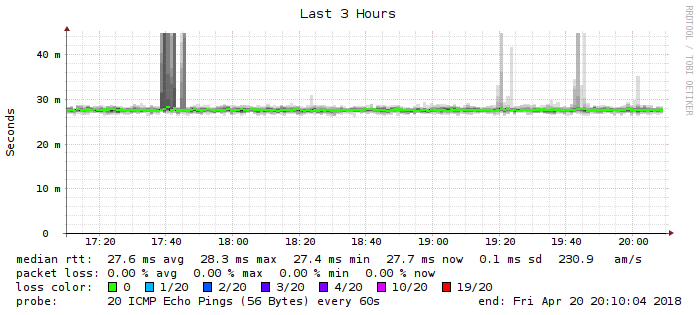 Last 3 Hours
RRDTOOL / TOBI OETIKER
Seconds
40 m
30 m
20 m
10 m
0
17:20 17:40 18:00 18:20 18:40 19:00 19:20 19:40 20:00
median rtt: 27.6 ms avg 28.3 ms max 27.4 ms min 27.7 ms now 0.1 ms sd 230.9 am/s
packet loss: 0.00 % avg 0.00 % max 0.00 % min 0.00 % now
loss color: 0 1/20 2/20 3/20 4/20 10/20 19/20
probe: 20 ICMP Echo Pings (56 Bytes) every 60s end: Fri Apr 20 20:10:04 2018